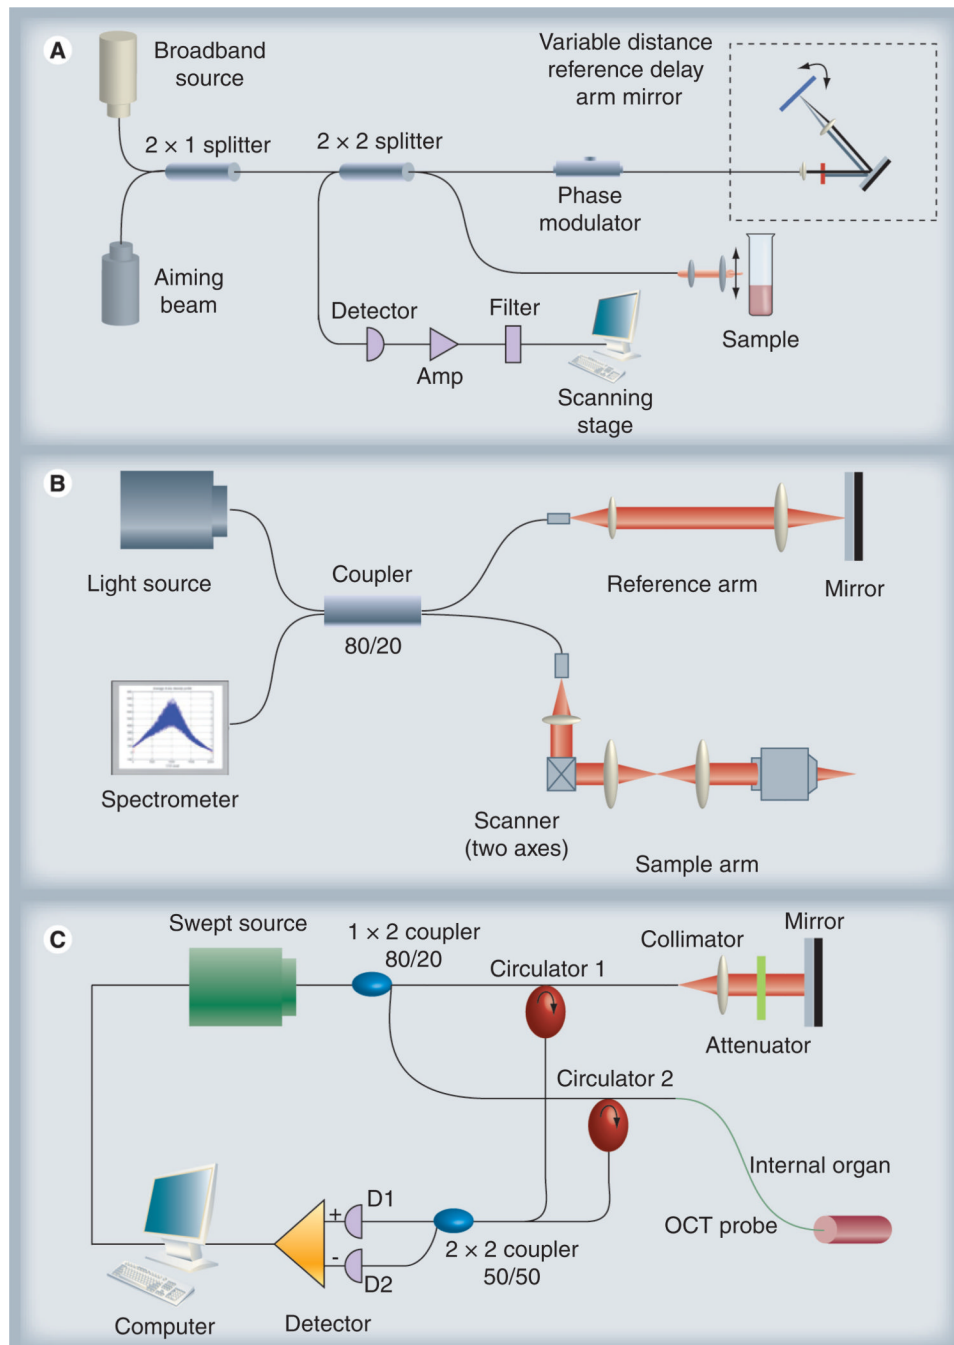 A
Broadband
source
Variable distance
reference delay
arm mirror
2 × 1 splitter
2 × 2 splitter
Phase
modulator
Aiming
beam
Detector
Filter
Amp
Sample
Scanning
stage
B
Light source
Coupler
80/20
Reference arm
Mirror
Spectrometer
Scanner
(two axes)
Sample arm
C
Swept source
1 × 2 coupler
80/20
Circulator 1
Collimator
Mirror
Attenuator
Circulator 2
Internal organ
OCT probe
+
D1
-
D2
2 × 2 coupler
50/50
Computer
Detector